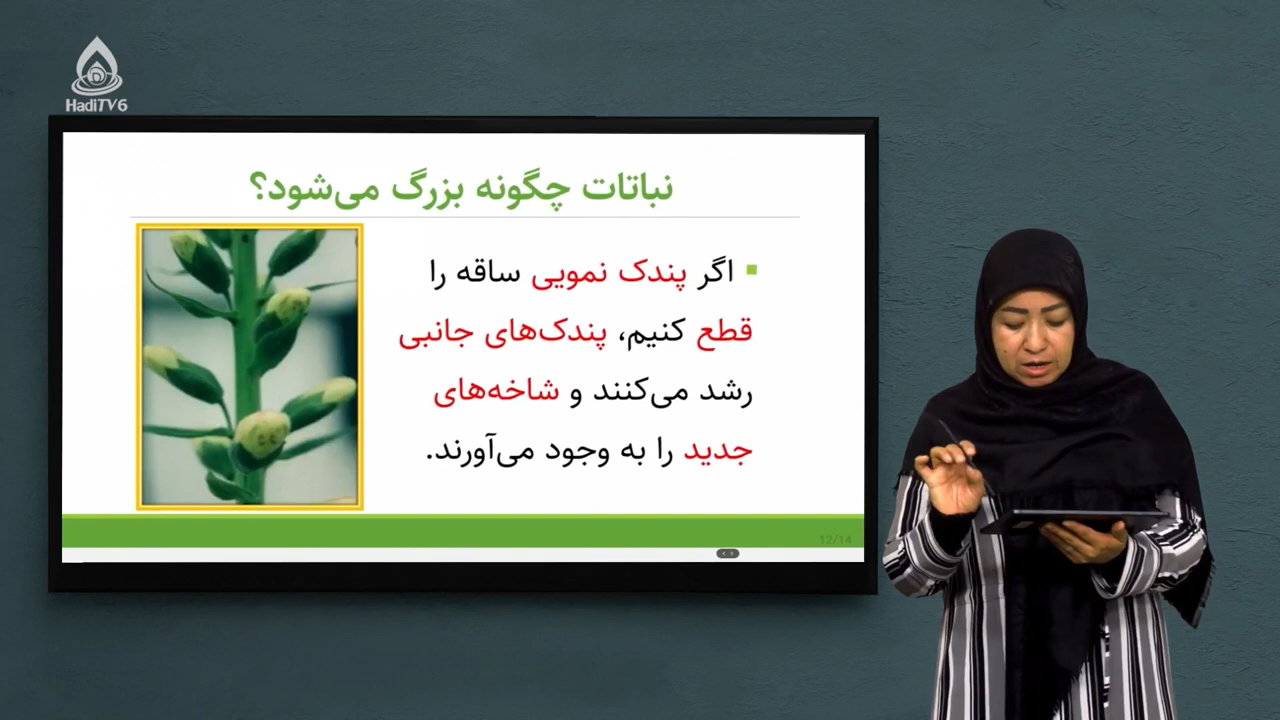 HadiTV6
نباتات چگونه بزرگ می‌شود؟
اگر پندک نمویی ساقه را
قطع کنیم، پندک‌های جانبی
رشد می‌کنند و شاخه‌های
جدید را به وجود می‌آورند.
12/14